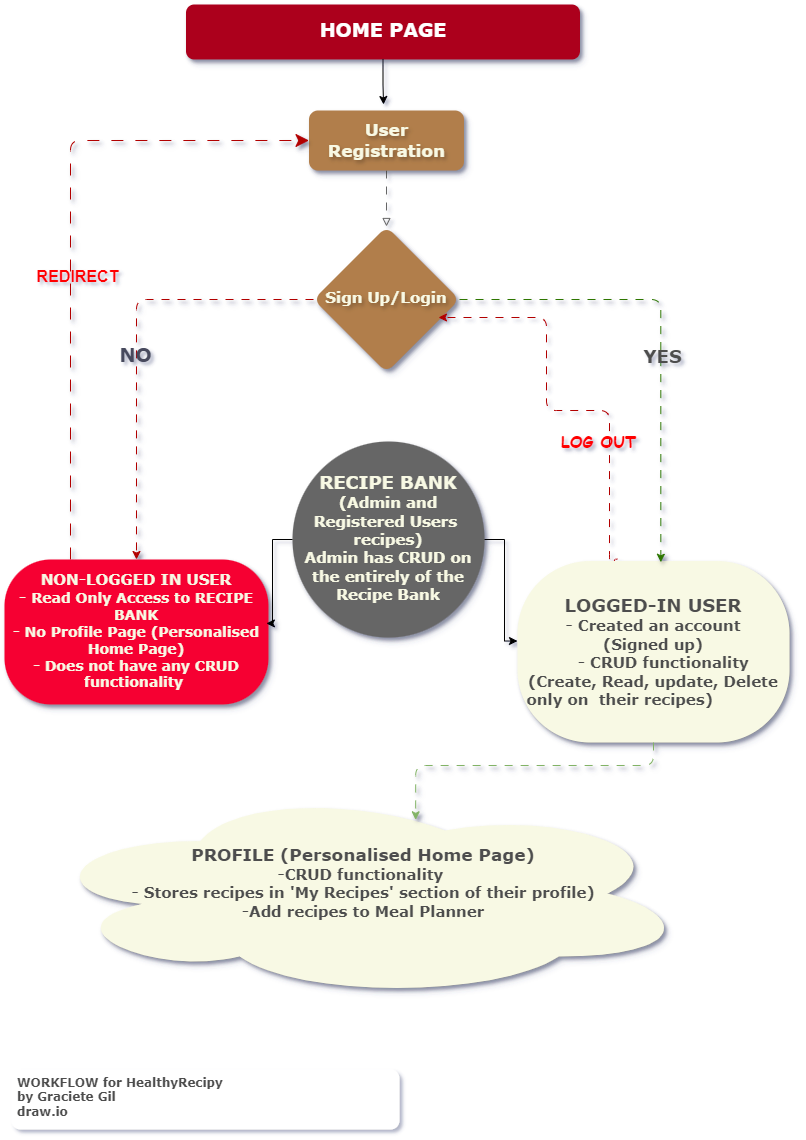 HOME PAGE
User
Registration
REDIRECT
Sign Up/Login
NO
YES
LOG OUT
RECIPE BANK
(Admin and
Registered Users
recipes)
Admin has CRUD on
the entirely of the
Recipe Bank
NON-LOGGED IN USER
- Read Only Access to RECIPE
BANK
- No Profile Page (Personalised
Home Page)
- Does not have any CRUD
functionality
LOGGED-IN USER
- Created an account
(Signed up)
- CRUD functionality
(Create, Read, update, Delete
only on their recipes)
PROFILE (Personalised Home Page)
-CRUD functionality
- Stores recipes in 'My Recipes' section of their profile)
-Add recipes to Meal Planner
WORKFLOW for HealthyRecipy
by Graciete Gil
draw.io